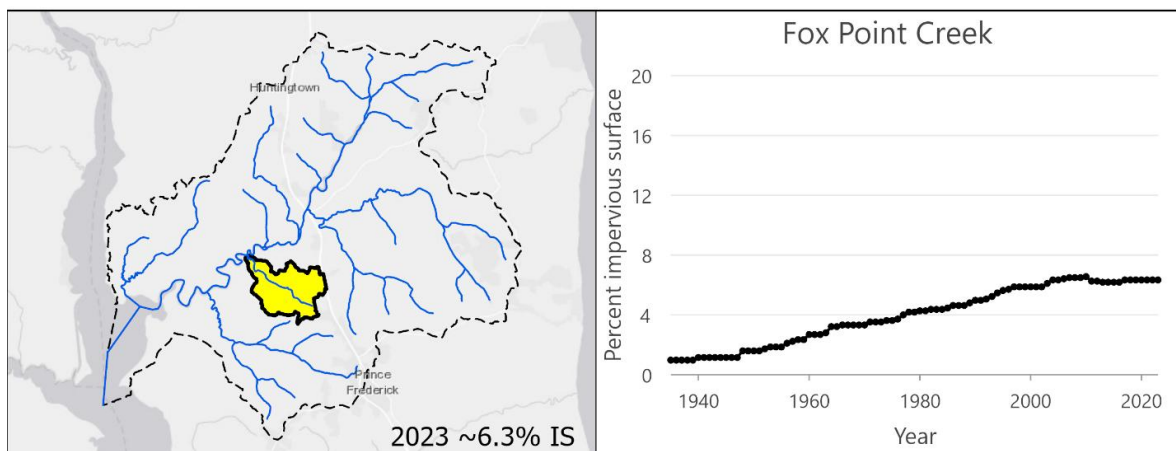 Huntingtown
Prince
Frederick
2023 ~6.3% IS
Fox Point Creek
Percent impervious surface
20
16
12
8
4
0
1940
1960
1980
2000
2020
Year